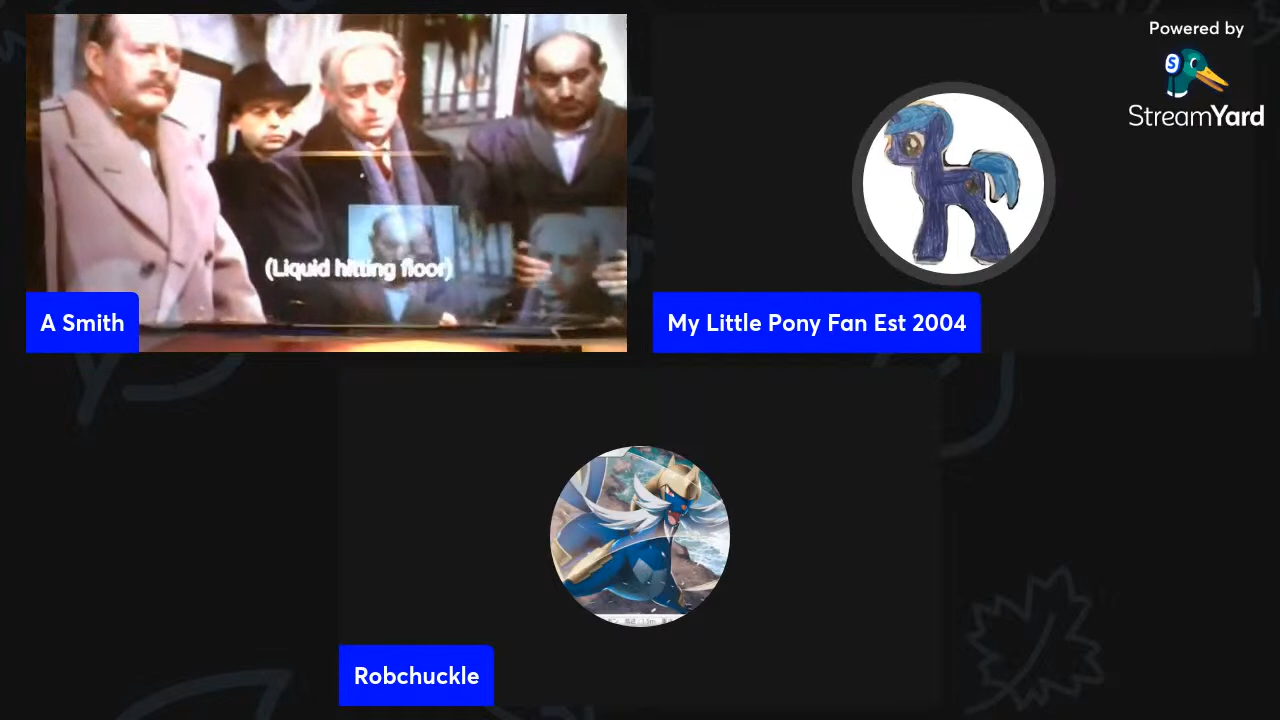 Powered by
StreamYard
(Liquid hitting floor)
A Smith
My Little Pony Fan Est 2004
Robchuckle